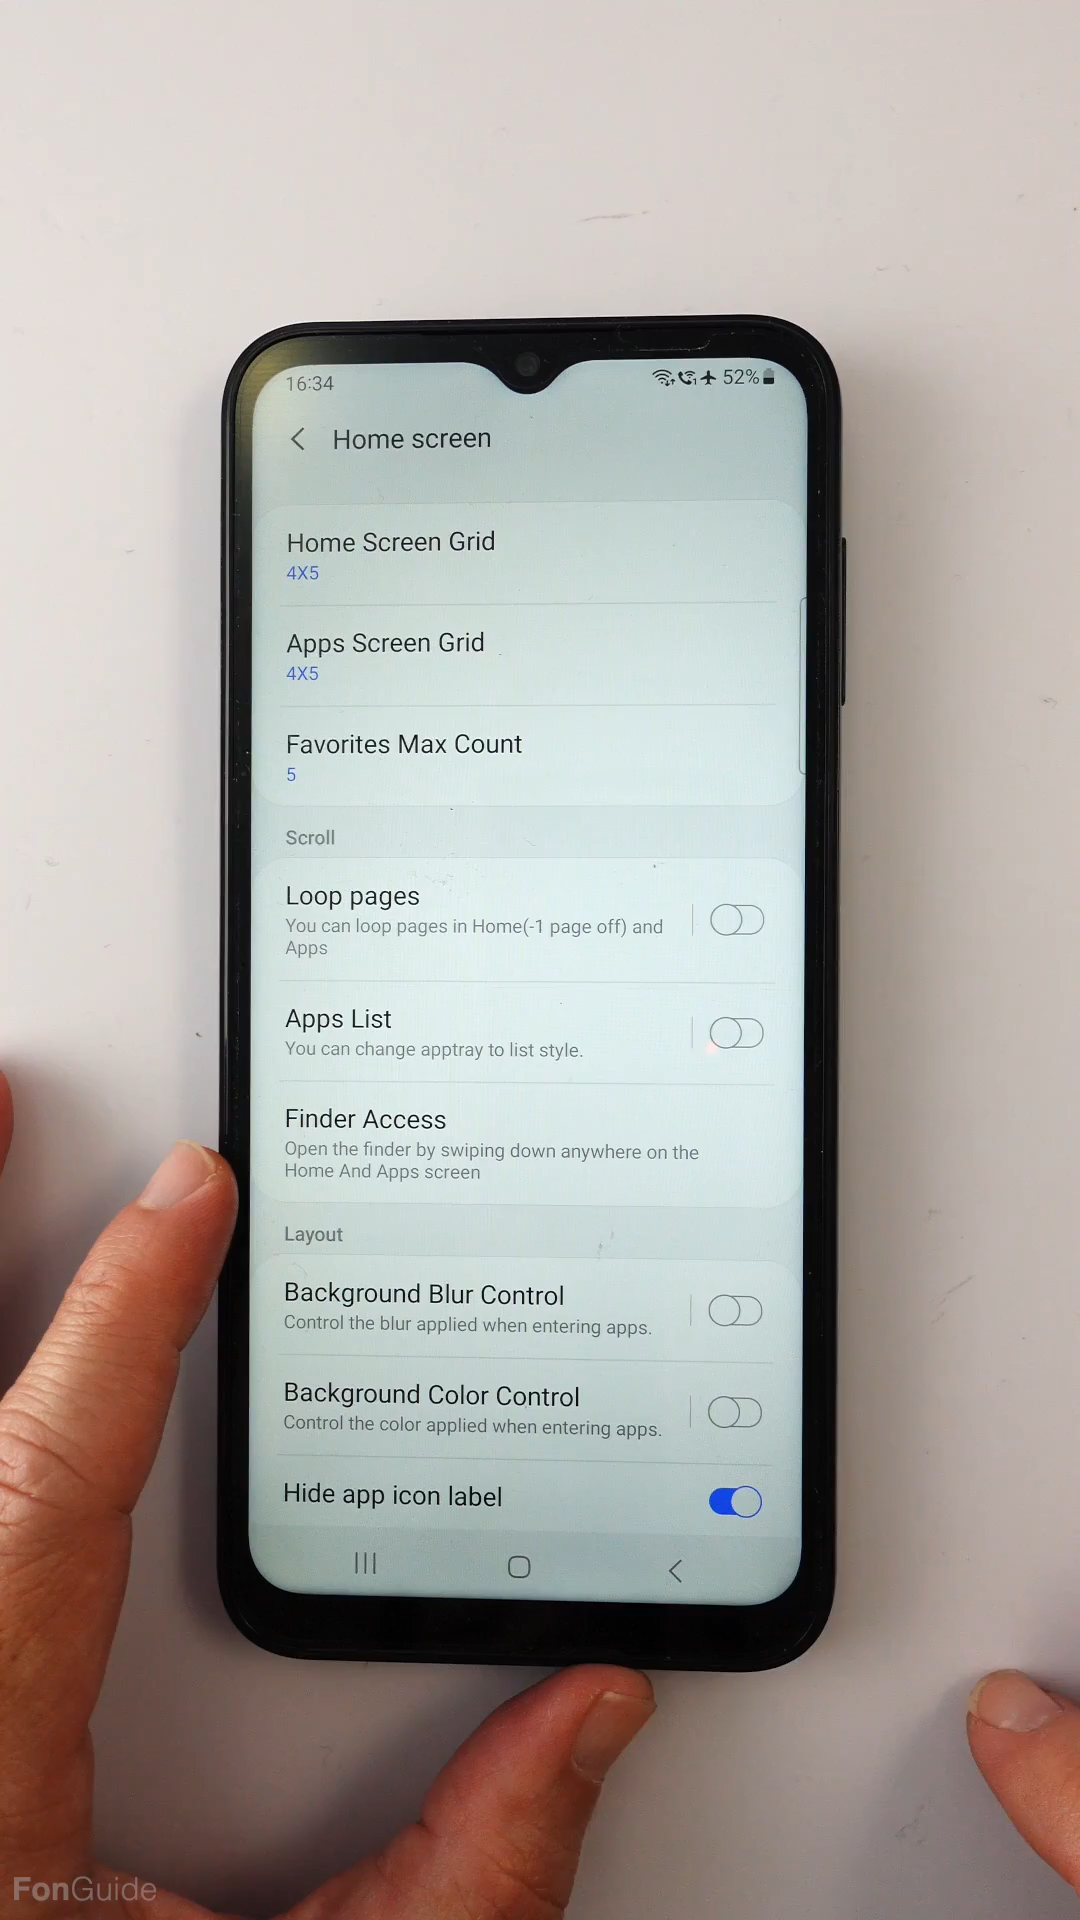 16:34
52%
Home screen
Home Screen Grid
4X5
Apps Screen Grid
4X5
Favorites Max Count
5
Scroll
Loop pages
You can loop pages in Home(-1 page off) and
Apps
Apps List
You can change apptray to list style.
Finder Access
Open the finder by swiping down anywhere on the
Home And Apps screen
Layout
Background Blur Control
Control the blur applied when entering apps.
Background Color Control
Control the color applied when entering apps.
Hide app icon label
FonGuide